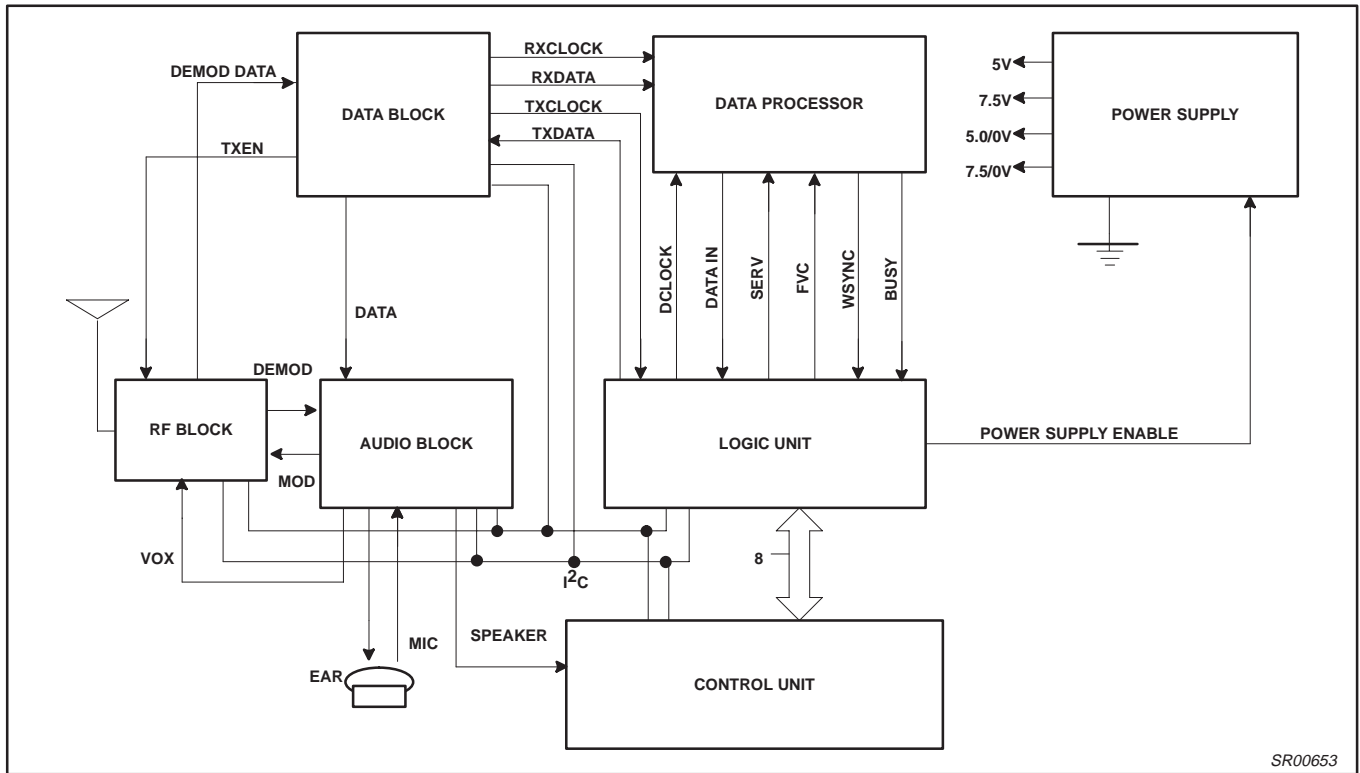 RXCLOCK
DEMOD DATA
RXDATA
5V
DATA BLOCK
TXCLOCK
DATA PROCESSOR
7.5V
POWER SUPPLY
TXEN
TXDATA
5.0/0V
7.5/0V
DCLOCK
DATA IN
SERV
FVC
WSYNC
BUSY
DATA
DEMOD
RF BLOCK
AUDIO BLOCK
LOGIC UNIT
POWER SUPPLY ENABLE
MOD
VOX
I²C
8
MIC
SPEAKER
EAR
CONTROL UNIT
SR00653